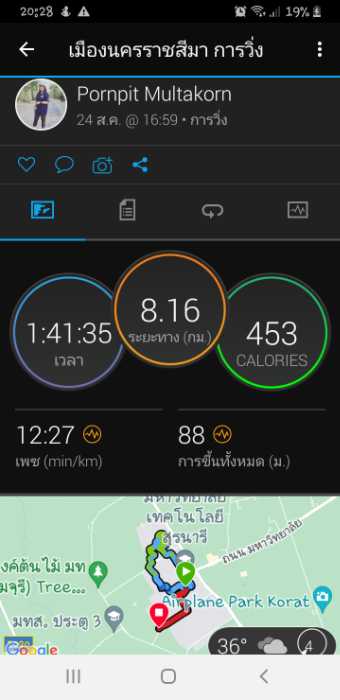 20:28
19%
เมืองนครราชสีมา การวิ่ง
Pornpit Multakorn
24 ส.ค. @ 16:59 • การวิ่ง
1:41:35
เวลา
8.16
ระยะทาง (กม.)
453
CALORIES
12:27
เพซ (min/km)
88
การขึ้นทั้งหมด (ม.)
มหาวิทยาลัย
เทคโนโลยี
สุรนารี
ถนน มหาวิทยาลัย
งค์ต้นไม้ มท
มจุรี) Tree...
Airplane Park Korat
มทส. ประตู 3
Google
36°
4